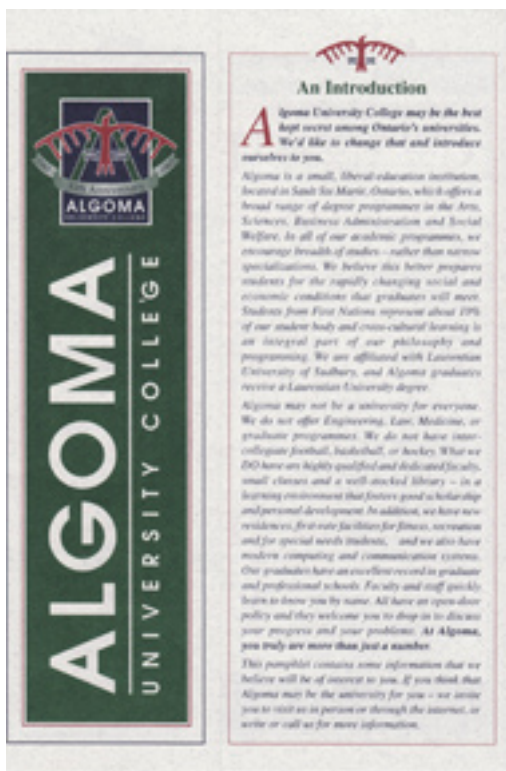 ALGOMA
UNIVERSITY COLLEGE
ALGOMA
UNIVERSITY COLLEGE
An Introduction
Algoma University College may be the best
kept secret among Ontario's universities.
We'd like to change that and introduce
ourselves to you.
Algoma is a small, liberal-education institution,
located in Sault Ste Marie, Ontario, which offers a
broad range of degree programmes in the Arts,
Sciences, Business Administration and Social
Welfare. In all of our academic programmes, we
encourage breadth of studies – rather than narrow
specializations. We believe this better prepares
students for the rapidly changing social and
economic conditions that graduates will meet.
Students from First Nations represent about 19%
of our student body and cross-cultural learning is
an integral part of our philosophy and
programming. We are affiliated with Laurentian
University of Sudbury, and Algoma graduates
receive a Laurentian University degree.
Algoma may not be a university for everyone.
We do not offer Engineering, Law, Medicine, or
graduate programmes. We do not have inter-
collegiate football, basketball, or hockey. What we
DO have are highly qualified and dedicated faculty,
small classes and a well-stocked library – in a
learning environment that fosters good scholarship
and personal development. In addition, we have new
residences, first-rate facilities for fitness, recreation
and for special needs students, and we also have
modern computing and communication systems.
Our graduates have an excellent record in graduate
and professional schools. Faculty and staff quickly
learn to know you by name. All have an open-door
policy and they welcome you to drop in to discuss
your progress and your problems. At Algoma,
you truly are more than just a number.
This pamphlet contains some information that we
believe will be of interest to you. If you think that
Algoma may be the university for you – we invite
you to visit us in person or through the internet, or
write or call us for more information.